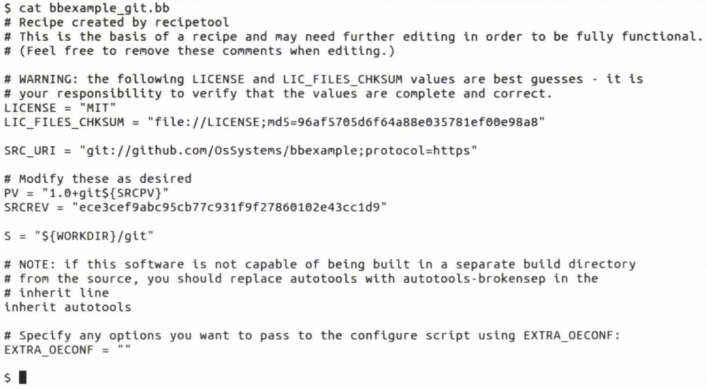 $ cat bbexample_git.bb
# Recipe created by recipetool
# This is the basis of a recipe and may need further editing in order to be fully functional.
# (Feel free to remove these comments when editing.)
# WARNING: the following LICENSE and LIC_FILES_CHKSUM values are best guesses - it is
# your responsibility to verify that the values are complete and correct.
LICENSE = "MIT"
LIC_FILES_CHKSUM = "file://LICENSE;md5=96af5705d6f64a88e035781ef00e98a8"
SRC_URI = "git://github.com/OsSystems/bbexample;protocol=https"
# Modify these as desired
PV = "1.0+git${SRCPV}"
SRCREV = "ece3cef9abc95cb77c931f9f27860102e43cc1d9"
S = "${WORKDIR}/git"
# NOTE: if this software is not capable of being built in a separate build directory
# from the source, you should replace autotools with autotools-brokensep in the
# inherit line
inherit autotools
# Specify any options you want to pass to the configure script using EXTRA_OECONF:
EXTRA_OECONF = ""
$